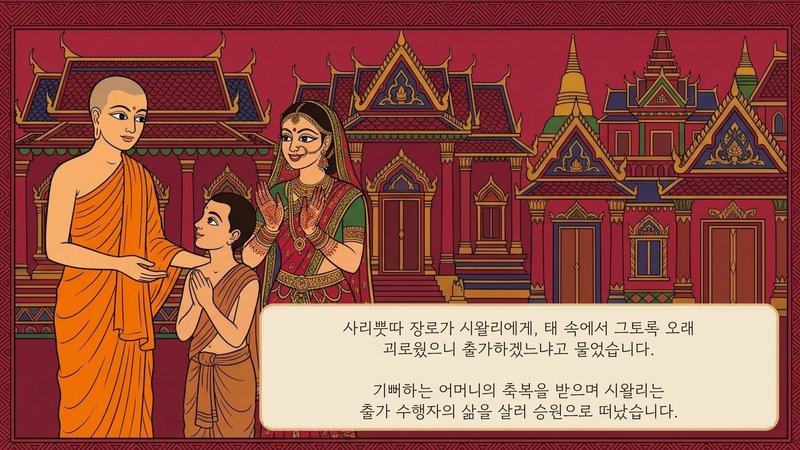 사리뿟따 장로가 시왈리에게, 태 속에서 그토록 오래
괴로웠으니 출가하겠느냐고 물었습니다.
기뻐하는 어머니의 축복을 받으며 시왈리는
출가 수행자의 삶을 살러 승원으로 떠났습니다.